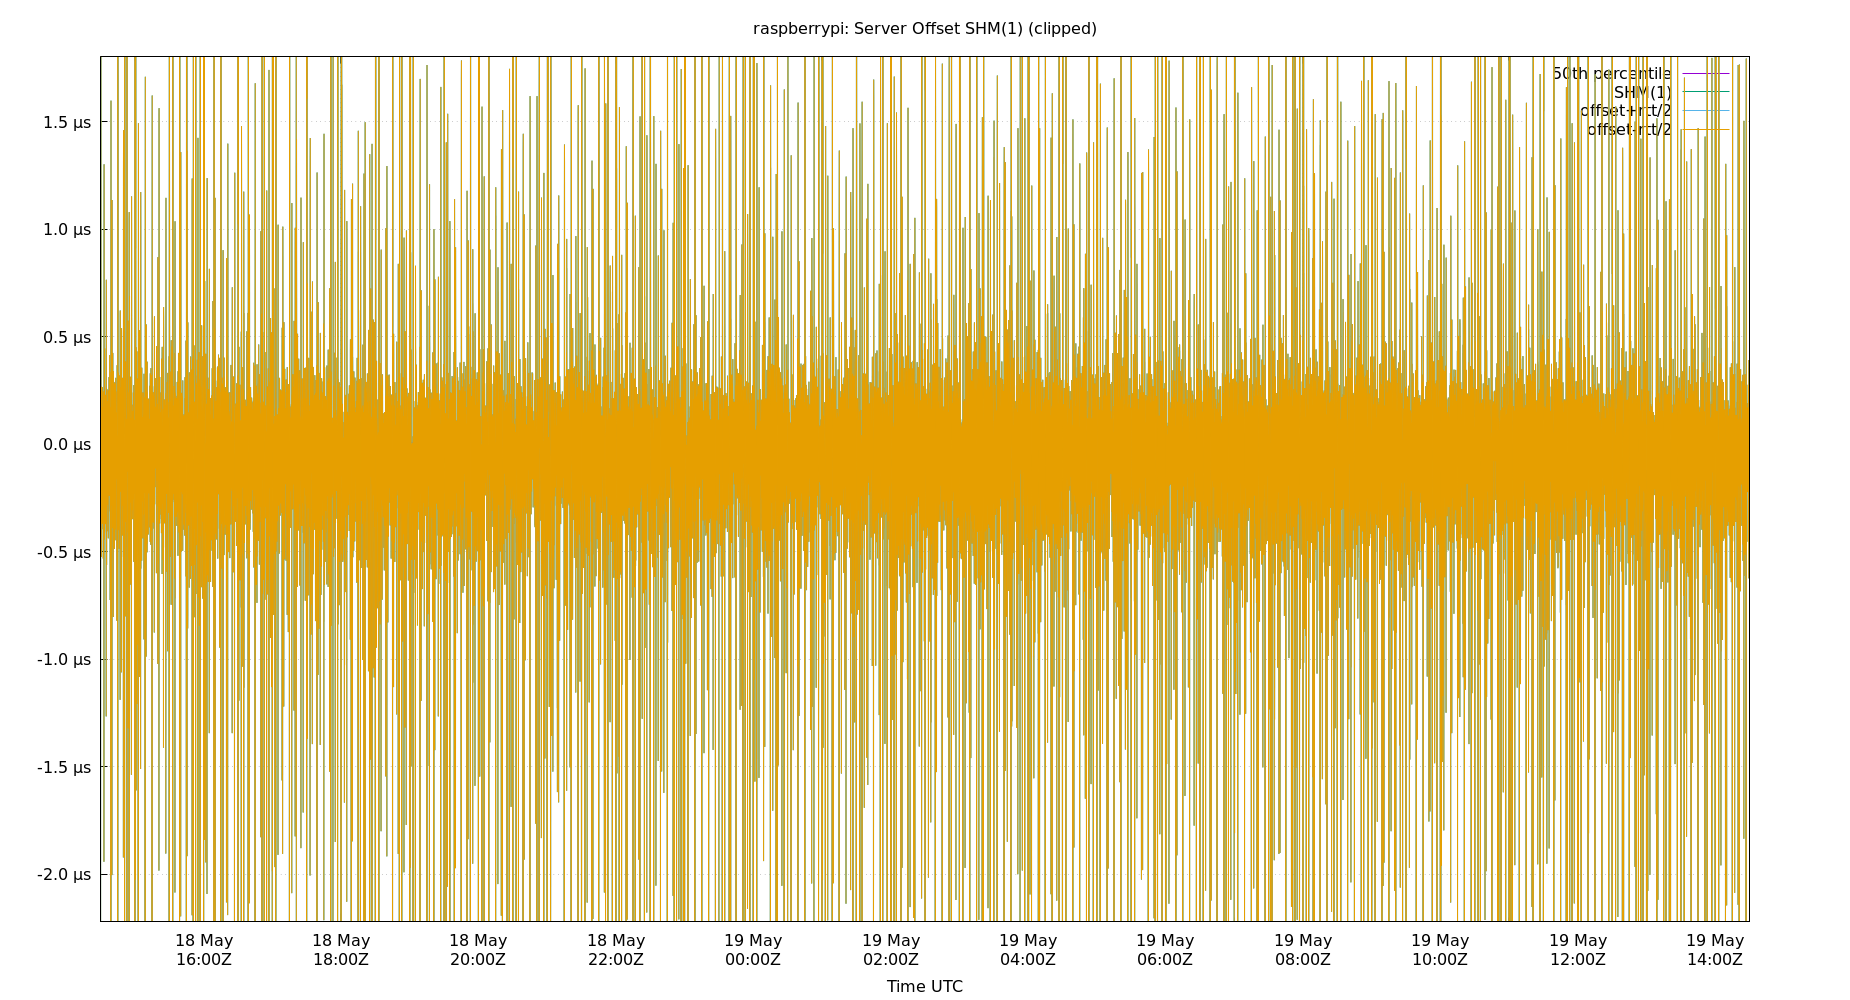 raspberrypi: Server Offset SHM(1) (clipped)
50th percentile
SHM(1)
offset+rtt/2
offset-rtt/2
1.5 µs
1.0 µs
0.5 µs
0.0 µs
-0.5 µs
-1.0 µs
-1.5 µs
-2.0 µs
18 May 18 May 18 May 18 May 19 May 19 May 19 May 19 May 19 May 19 May 19 May 19 May
16:00Z 18:00Z 20:00Z 22:00Z 00:00Z 02:00Z 04:00Z 06:00Z 08:00Z 10:00Z 12:00Z 14:00Z
Time UTC